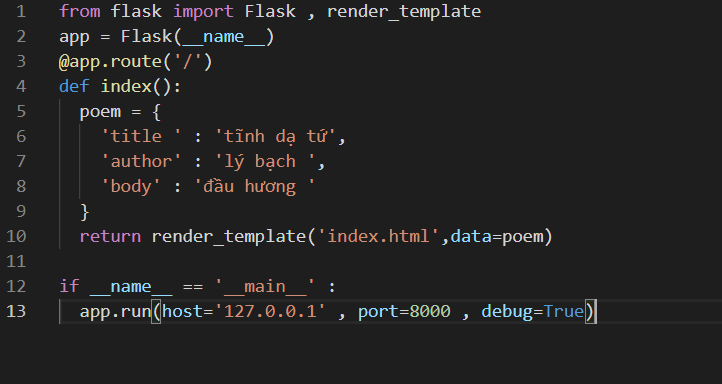 1 from flask import Flask , render_template
2 app = Flask(__name__)
3 @app.route('/')
4 def index():
5   poem = {
6     'title ' : 'tĩnh dạ tứ',
7     'author' : 'lý bạch ',
8     'body' : 'đầu hương '
9   }
10   return render_template('index.html',data=poem)
11
12 if __name__ == '__main__' :
13   app.run(host='127.0.0.1' , port=8000 , debug=True)